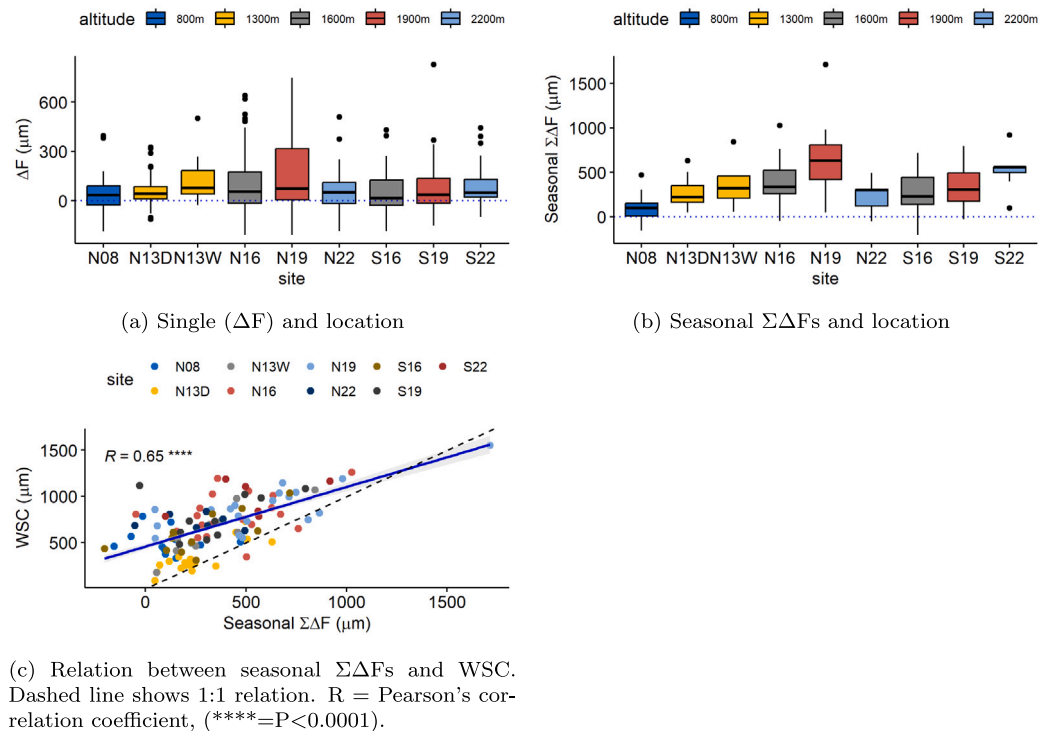 altitude 800m 1300m 1600m 1900m 2200m
ΔF (μm)
600
300
0
N08 N13D N13W N16 N19 N22 S16 S19 S22
site
(a) Single (ΔF) and location
altitude 800m 1300m 1600m 1900m 2200m
Seasonal ΣΔF (μm)
1500
1000
500
0
N08 N13D N13W N16 N19 N22 S16 S19 S22
site
(b) Seasonal ΣΔFs and location
site N08 N13W N19 S16 S22
N13D N16 N22 S19
WSC (μm)
1500
1000
500
R = 0.65 ****
0 500 1000 1500
Seasonal ΣΔF (μm)
(c) Relation between seasonal ΣΔFs and WSC.
Dashed line shows 1:1 relation. R = Pearson's cor-
relation coefficient, (****=P<0.0001).